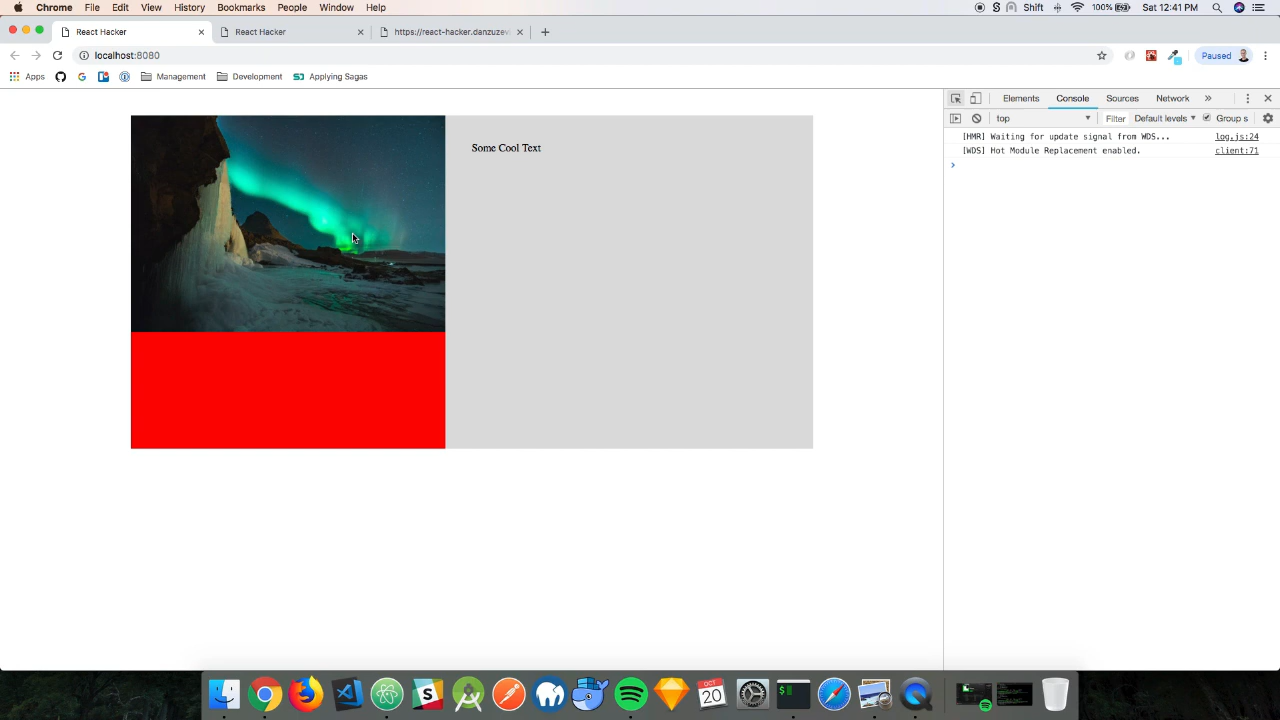 Chrome File Edit View History Bookmarks People Window Help Shift 100% Sat 12:41 PM
React Hacker React Hacker https://react-hacker.danzuzevi
localhost:8080 Paused
Apps Management Development Applying Sagas
Elements Console Sources Network
top Filter Default levels Group s
[HMR] Waiting for update signal from WDS... log.js:24
[WDS] Hot Module Replacement enabled. client:71
Some Cool Text
OCT
20